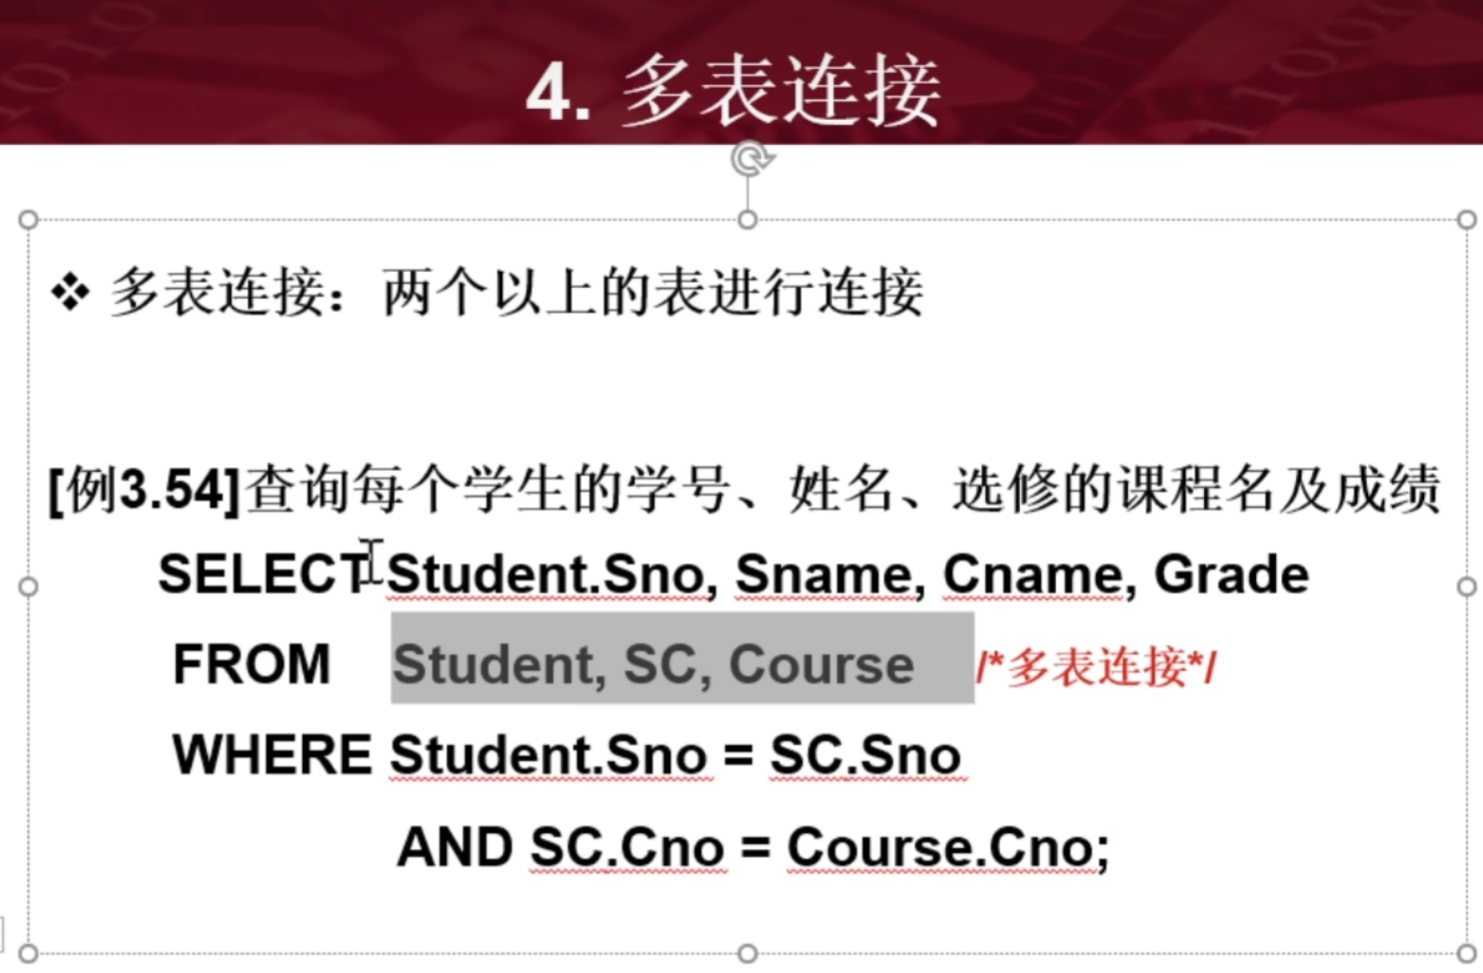 4. 多表连接
❖ 多表连接：两个以上的表进行连接
[例3.54]查询每个学生的学号、姓名、选修的课程名及成绩
SELECT Student.Sno, Sname, Cname, Grade
FROM Student, SC, Course /*多表连接*/
WHERE Student.Sno = SC.Sno
AND SC.Cno = Course.Cno;